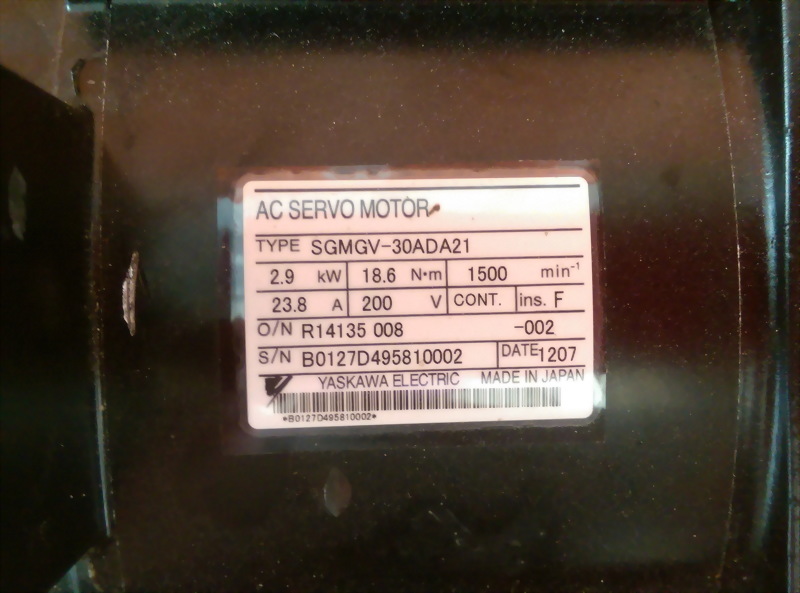 AC SERVO MOTOR
TYPE SGMGV-30ADA21
2.9 kW 18.6 N•m 1500 min⁻¹
23.8 A 200 V CONT. ins. F
O/N R14135 008 -002
S/N B0127D495810002 DATE 1207
YASKAWA ELECTRIC MADE IN JAPAN
*B0127D495810002*